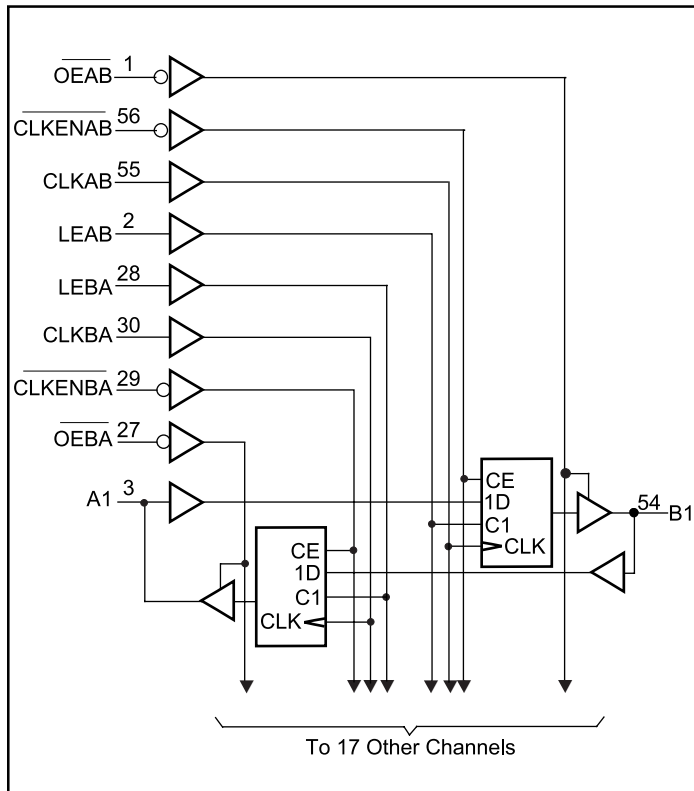 OEAB 1
CLKENAB 56
CLKAB 55
LEAB 2
LEBA 28
CLKBA 30
CLKENBA 29
OEBA 27
A1 3
CE
1D
C1
CLK
54 B1
CE
1D
C1
CLK
To 17 Other Channels